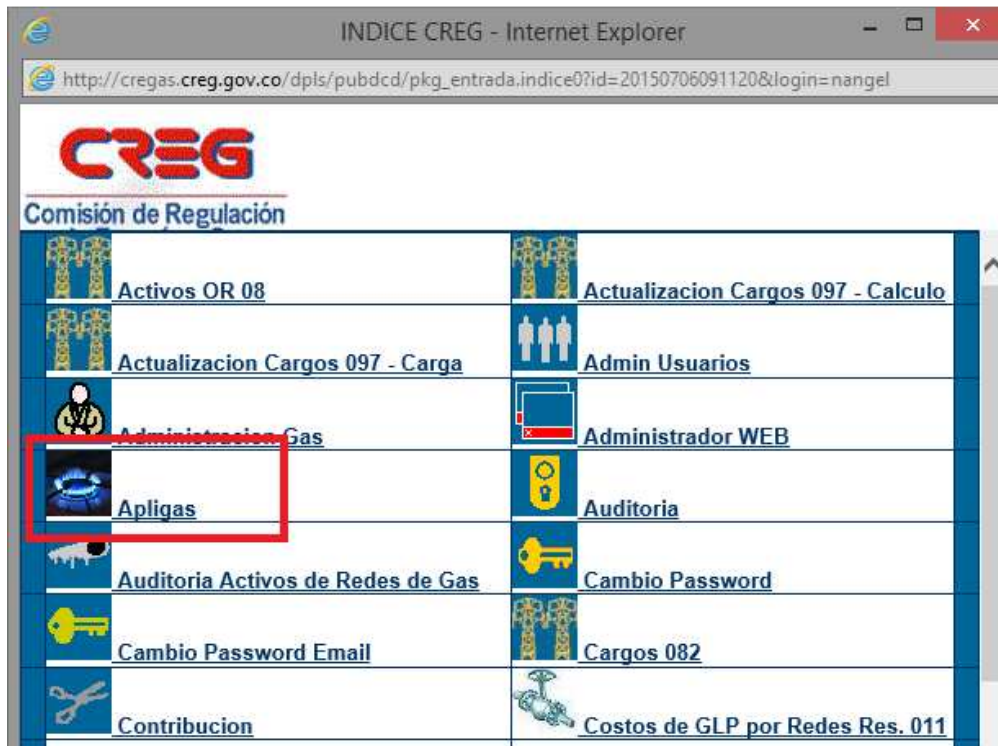 INDICE CREG - Internet Explorer
http://cregas.creg.gov.co/dpls/pubdcd/pkg_entrada.indice0?id=20150706091120&login=nangel
CREG
Comisión de Regulación
Activos OR 08
Actualizacion Cargos 097 - Calculo
Actualizacion Cargos 097 - Carga
Admin Usuarios
Administracion Gas
Administrador WEB
Apligas
Auditoria
Auditoria Activos de Redes de Gas
Cambio Password
Cambio Password Email
Cargos 082
Contribucion
Costos de GLP por Redes Res. 011